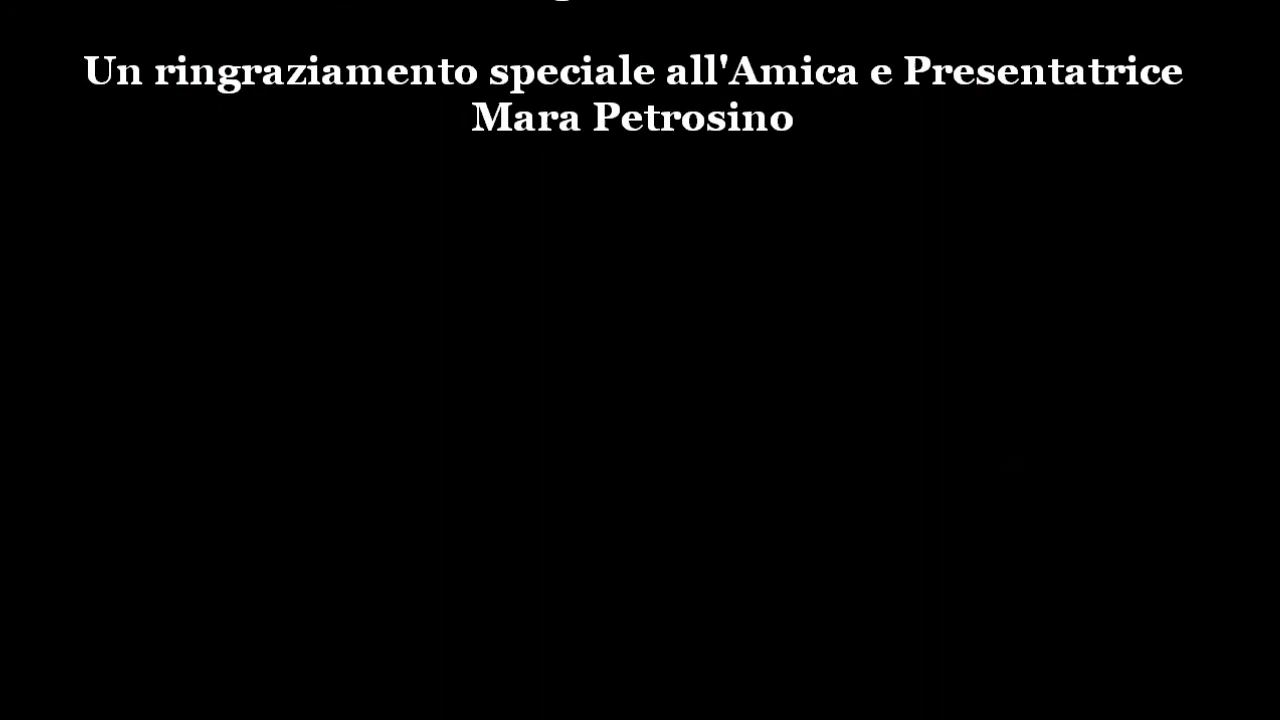 Un ringraziamento speciale all'Amica e Presentatrice
Mara Petrosino